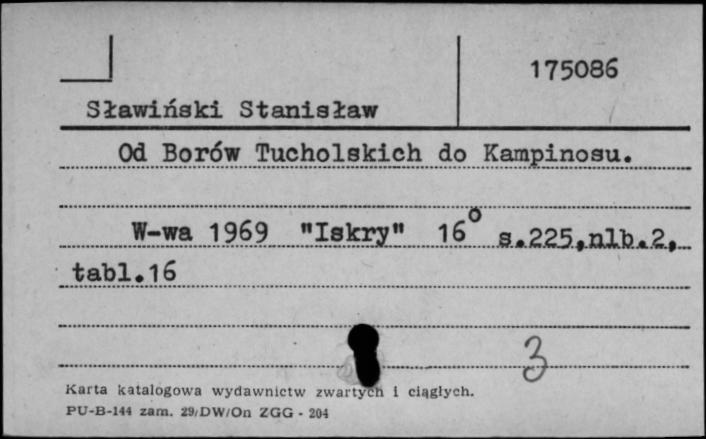 175086
Sławiński Stanisław
Od Borów Tucholskich do Kampinosu.
W-wa 1969 "Iskry" 16° s.225,nlb.2,
tabl.16
3
Karta katalogowa wydawnictw zwartych i ciągłych.
PU-B-144 zam. 29/DW/On ZGG - 204